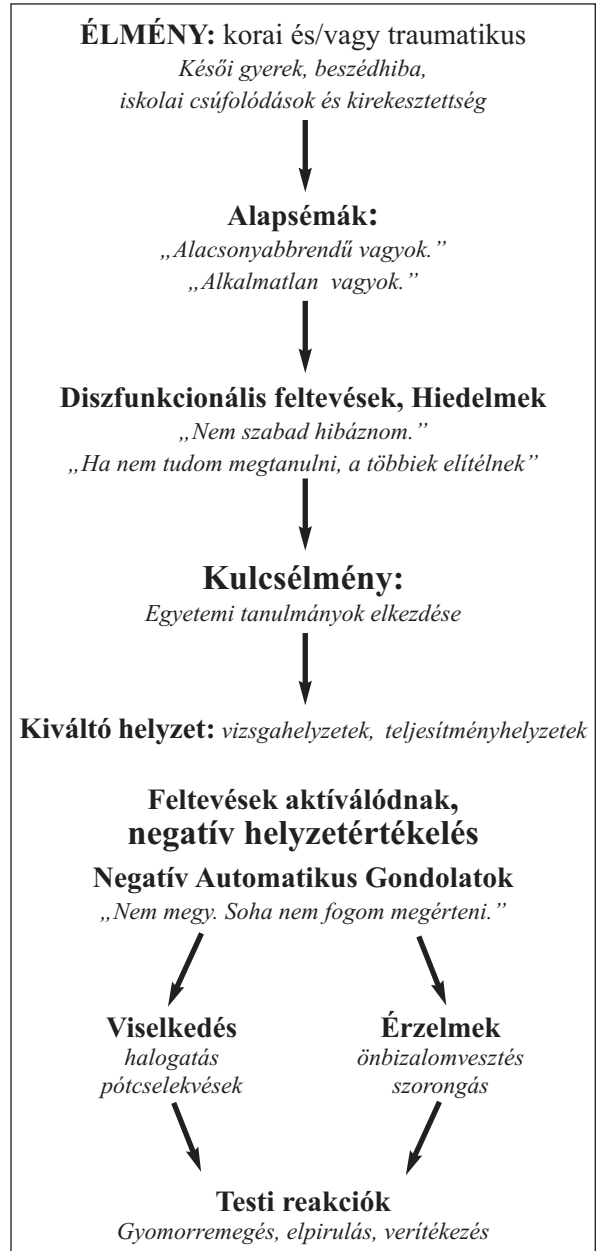 ÉLMÉNY: korai és/vagy traumatikus
Késői gyerek, beszédhiba,
iskolai csúfolódások és kirekesztettség
Alapsémák:
„Alacsonyabbrendű vagyok.”
„Alkalmatlan vagyok.”
Diszfunkcionális feltevések, Hiedelmek
„Nem szabad hibáznom.”
„Ha nem tudom megtanulni, a többiek elítélnek”
Kulcsélmény:
Egyetemi tanulmányok elkezdése
Kiváltó helyzet: vizsgahelyzetek, teljesítményhelyzetek
Feltevések aktíválódnak,
negatív helyzetértékelés
Negatív Automatikus Gondolatok
„Nem megy. Soha nem fogom megérteni.”
Viselkedés
halogatás
pótcselekvések
Érzelmek
önbizalomvesztés
szorongás
Testi reakciók
Gyomorremegés, elpirulás, verítékezés